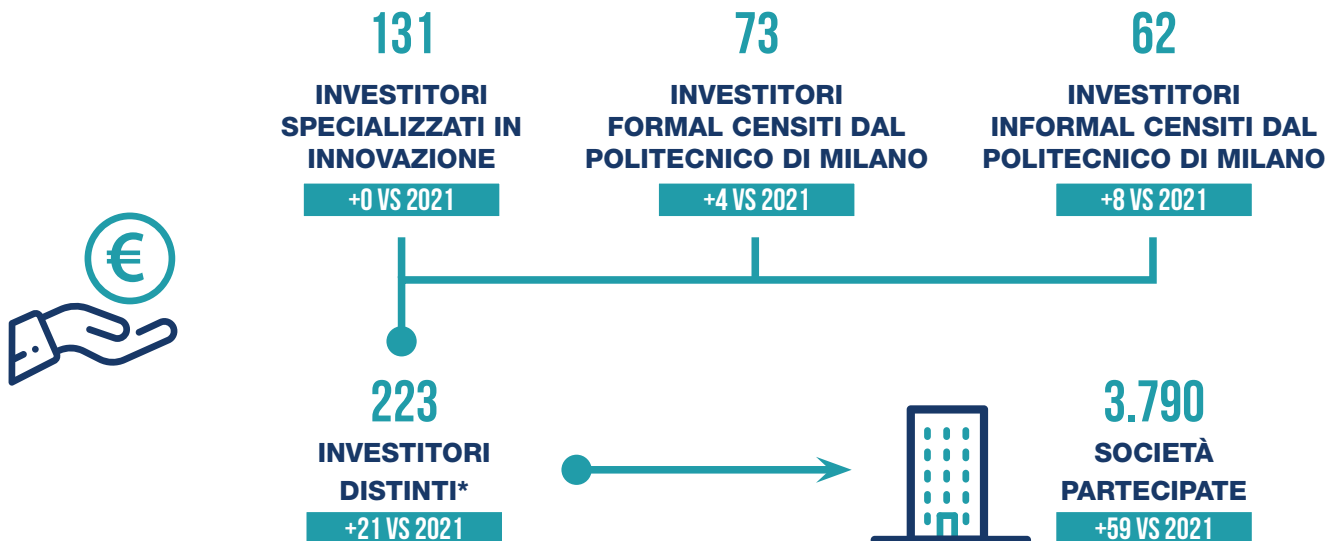 131
INVESTITORI
SPECIALIZZATI IN
INNOVAZIONE
+0 VS 2021
73
INVESTITORI
FORMAL CENSITI DAL
POLITECNICO DI MILANO
+4 VS 2021
62
INVESTITORI
INFORMAL CENSITI DAL
POLITECNICO DI MILANO
+8 VS 2021
€
223
INVESTITORI
DISTINTI*
+21 VS 2021
3.790
SOCIETÀ
PARTECIPATE
+59 VS 2021